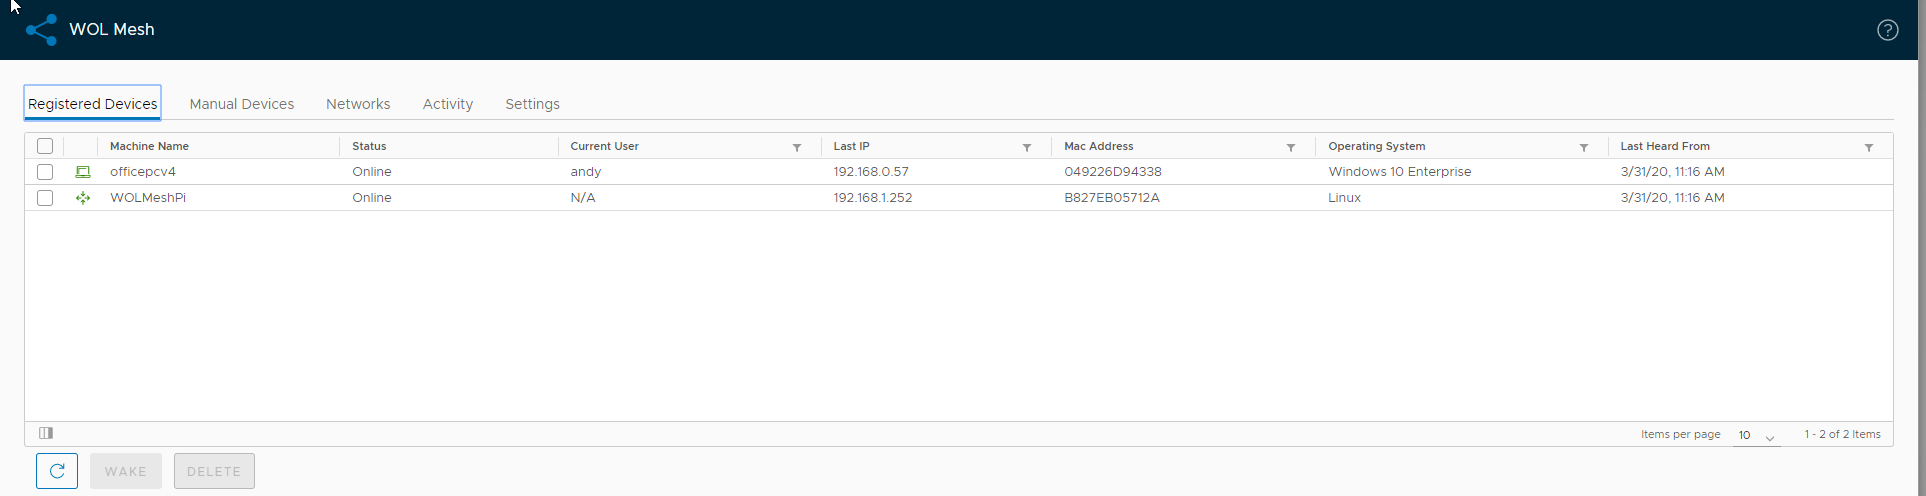 WOL Mesh
?
Registered Devices Manual Devices Networks Activity Settings
Machine Name Status Current User Last IP Mac Address Operating System Last Heard From
officepcv4 Online andy 192.168.0.57 049226D94338 Windows 10 Enterprise 3/31/20, 11:16 AM
WOLMeshPi Online N/A 192.168.1.252 B827EB05712A Linux 3/31/20, 11:16 AM
Items per page 10 1 - 2 of 2 Items
WAKE DELETE